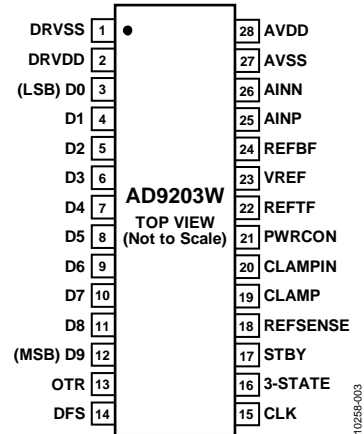 DRVSS 1
DRVDD 2
(LSB) D0 3
D1 4
D2 5
D3 6
D4 7
D5 8
D6 9
D7 10
D8 11
(MSB) D9 12
OTR 13
DFS 14
AD9203W
TOP VIEW
(Not to Scale)
28 AVDD
27 AVSS
26 AINN
25 AINP
24 REFBF
23 VREF
22 REFTF
21 PWRCON
20 CLAMPIN
19 CLAMP
18 REFSENSE
17 STBY
16 3-STATE
15 CLK
10258-003